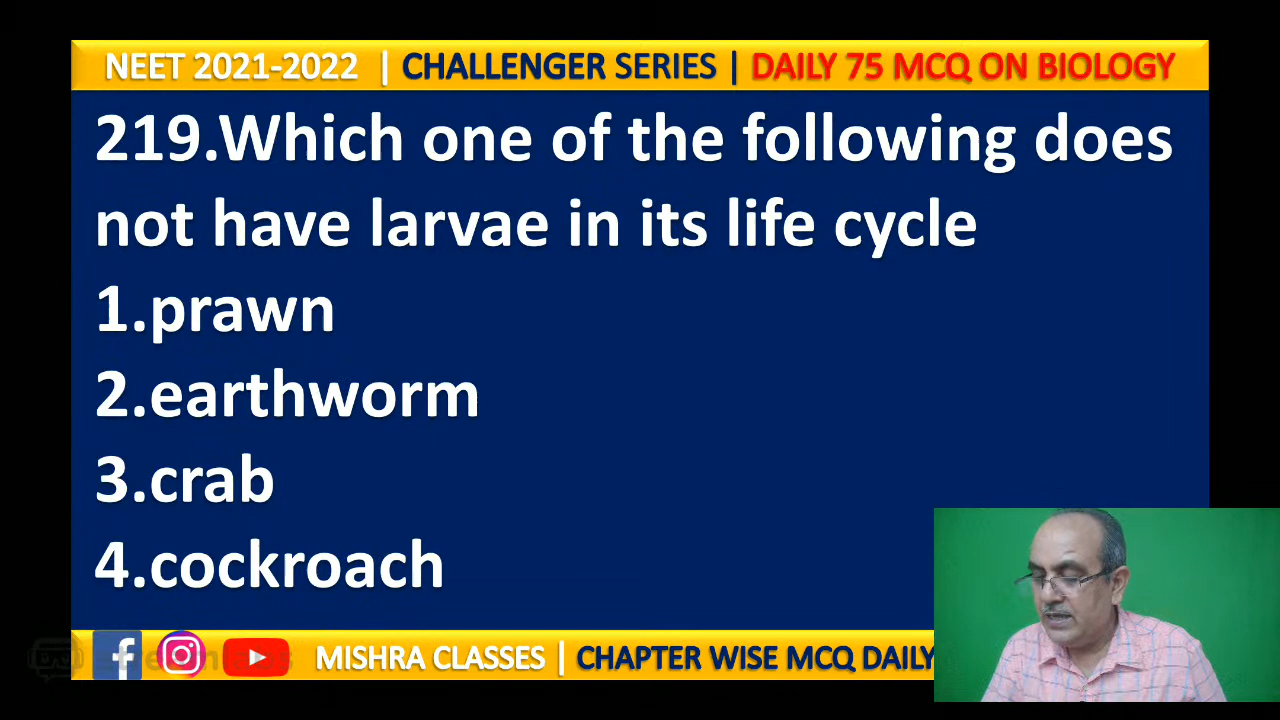 NEET 2021-2022 | CHALLENGER SERIES | DAILY 75 MCQ ON BIOLOGY
219.Which one of the following does
not have larvae in its life cycle
1.prawn
2.earthworm
3.crab
4.cockroach
MISHRA CLASSES | CHAPTER WISE MCQ DAILY